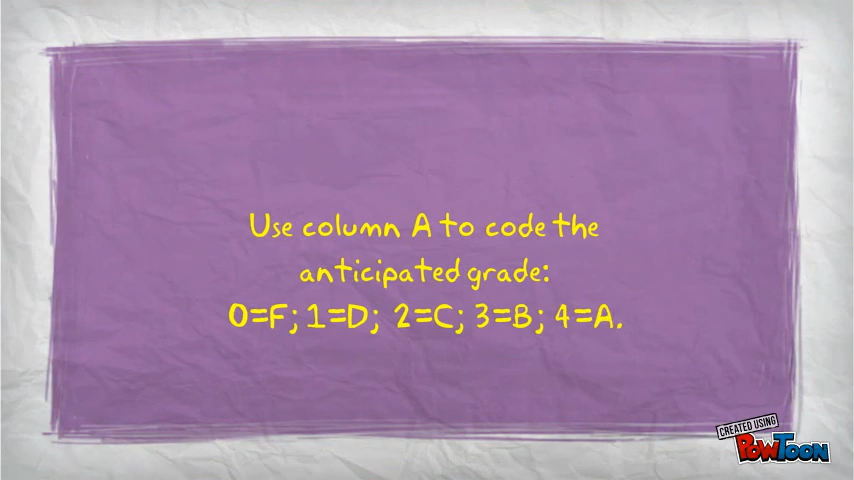 Use column A to code the
anticipated grade:
0=F; 1=D; 2=C; 3=B; 4=A.
CREATED USING
POWTOON